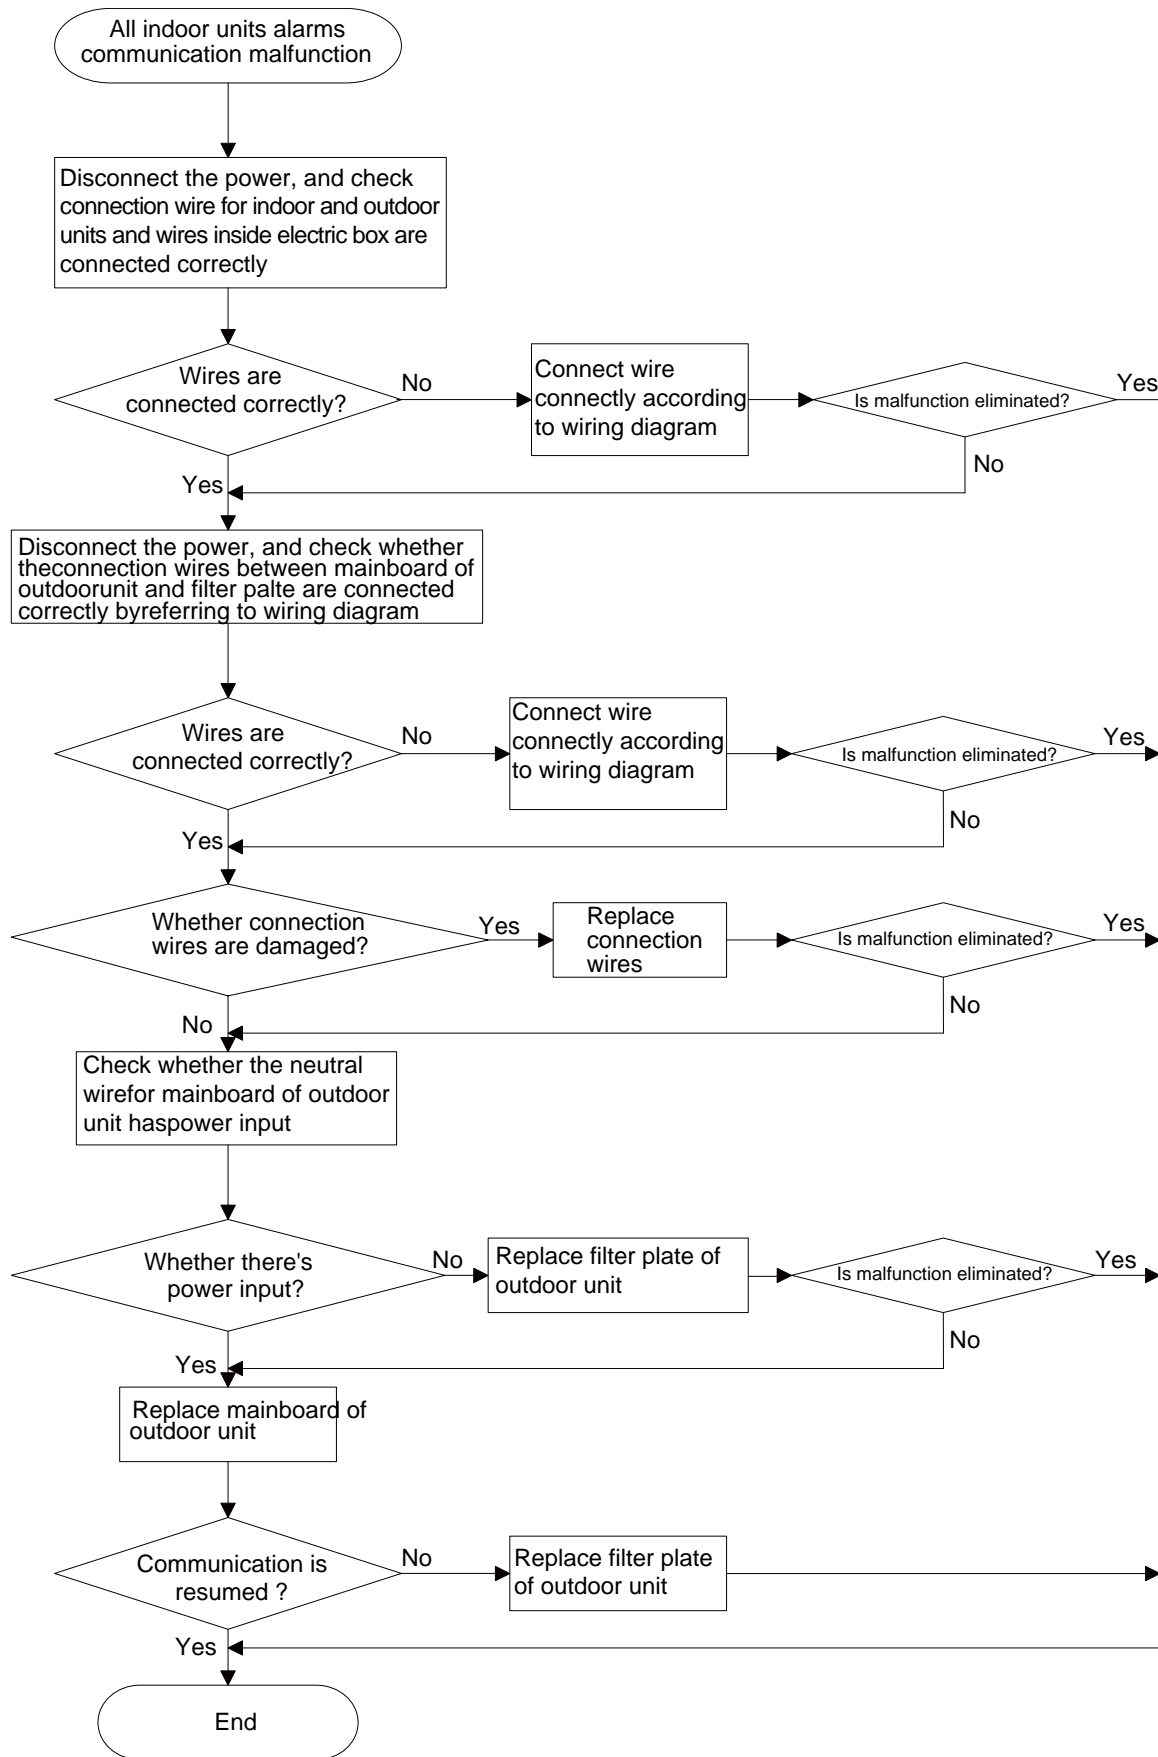 All indoor units alarms
communication malfunction
Disconnect the power, and check
connection wire for indoor and outdoor
units and wires inside electric box are
connected correctly
Wires are
connected correctly?
No
Connect wire
connectly according
to wiring diagram
Is malfunction eliminated?
Yes
No
Yes
Disconnect the power, and check whether
theconnection wires between mainboard of
outdoorunit and filter palte are connected
correctly byreferring to wiring diagram
Wires are
connected correctly?
No
Connect wire
connectly according
to wiring diagram
Is malfunction eliminated?
Yes
No
Yes
Whether connection
wires are damaged?
Yes
Replace
connection
wires
Is malfunction eliminated?
Yes
No
No
Check whether the neutral
wirefor mainboard of outdoor
unit haspower input
Whether there's
power input?
No
Replace filter plate of
outdoor unit
Is malfunction eliminated?
Yes
No
Yes
Replace mainboard of
outdoor unit
Communication is
resumed ?
No
Replace filter plate
of outdoor unit
Yes
End